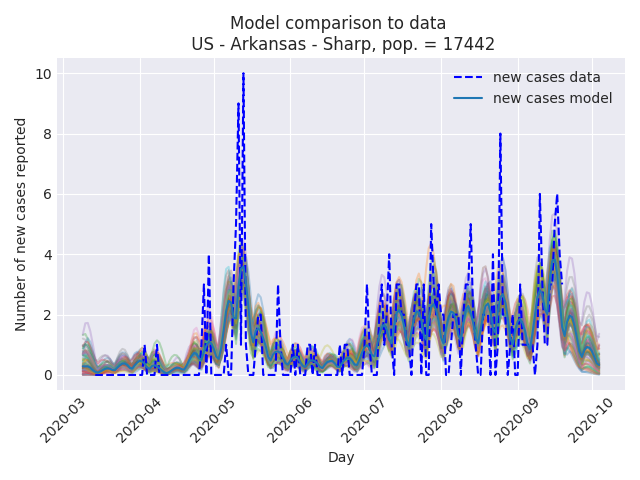 Model comparison to data
US - Arkansas - Sharp, pop. = 17442
new cases data
new cases model
Number of new cases reported
10
8
6
4
2
0
2020-03
2020-04
2020-05
2020-06
2020-07
2020-08
2020-09
2020-10
Day